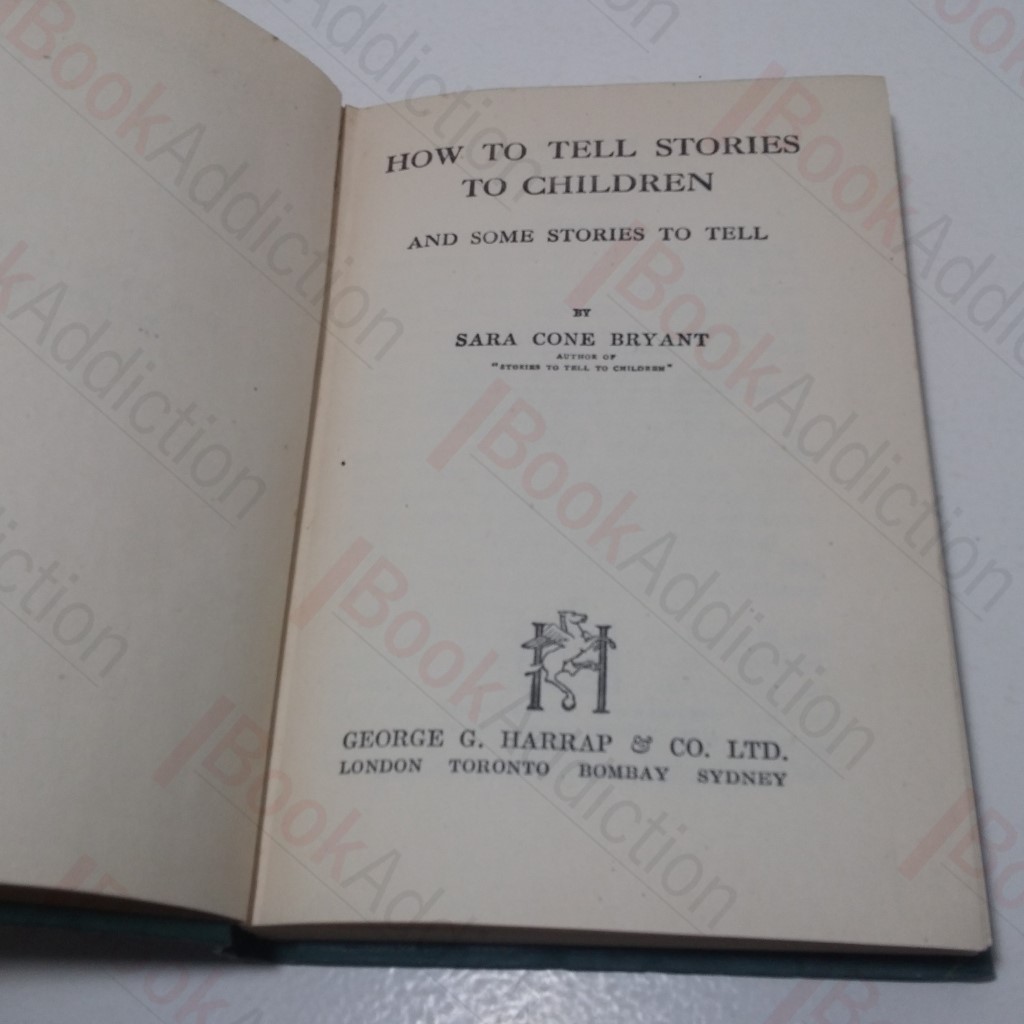 HOW TO TELL STORIES
TO CHILDREN
AND SOME STORIES TO TELL
BY
SARA CONE BRYANT
AUTHOR OF
"STORIES TO TELL TO CHILDREN"
H
GEORGE G. HARRAP & CO. LTD.
LONDON TORONTO BOMBAY SYDNEY
BookAddiction